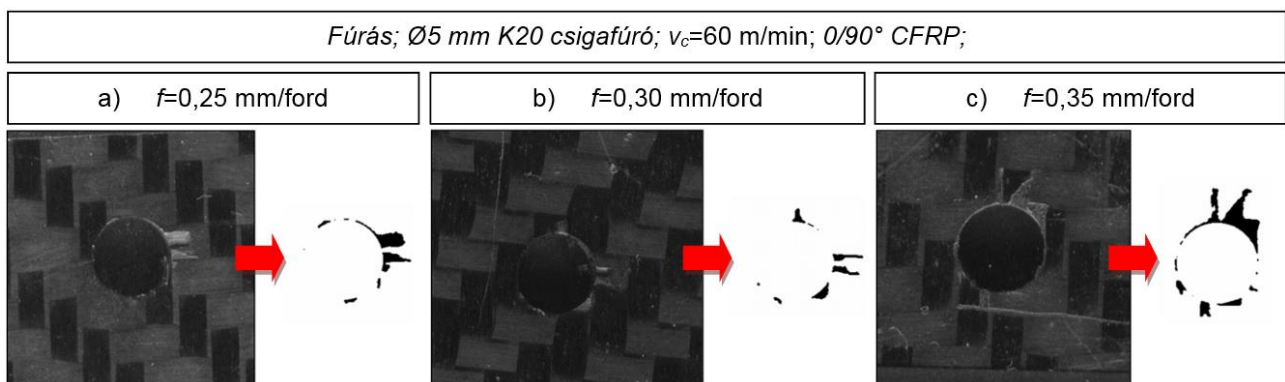 Fúrás; Ø5 mm K20 csigafúró; vc=60 m/min; 0/90° CFRP;
a) f=0,25 mm/ford
b) f=0,30 mm/ford
c) f=0,35 mm/ford